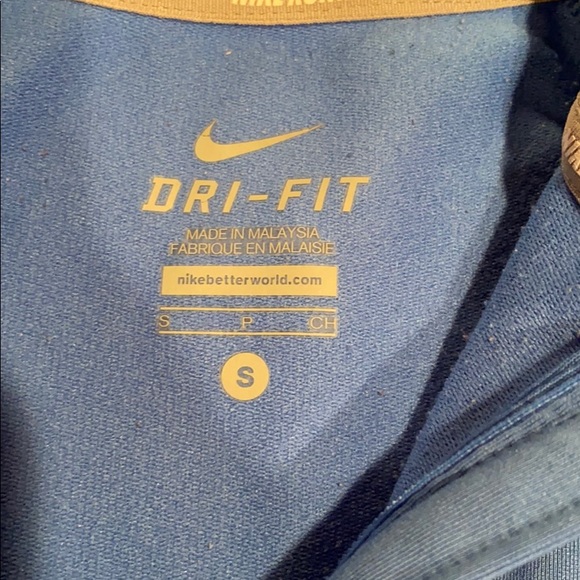 DRI-FIT
MADE IN MALAYSIA
FABRIQUE EN MALAISIE
nikebetterworld.com
S P CH
S